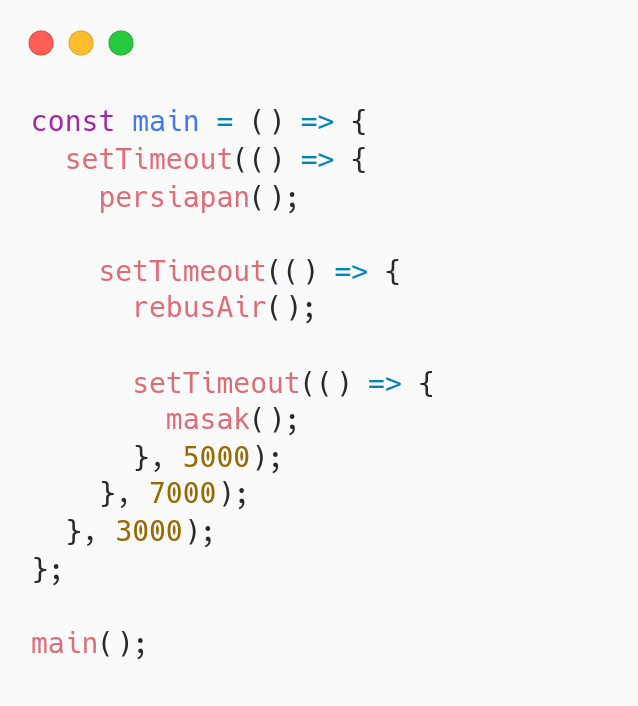 const main = () => {
  setTimeout(() => {
    persiapan();

    setTimeout(() => {
      rebusAir();

      setTimeout(() => {
        masak();
      }, 5000);
    }, 7000);
  }, 3000);
};

main();